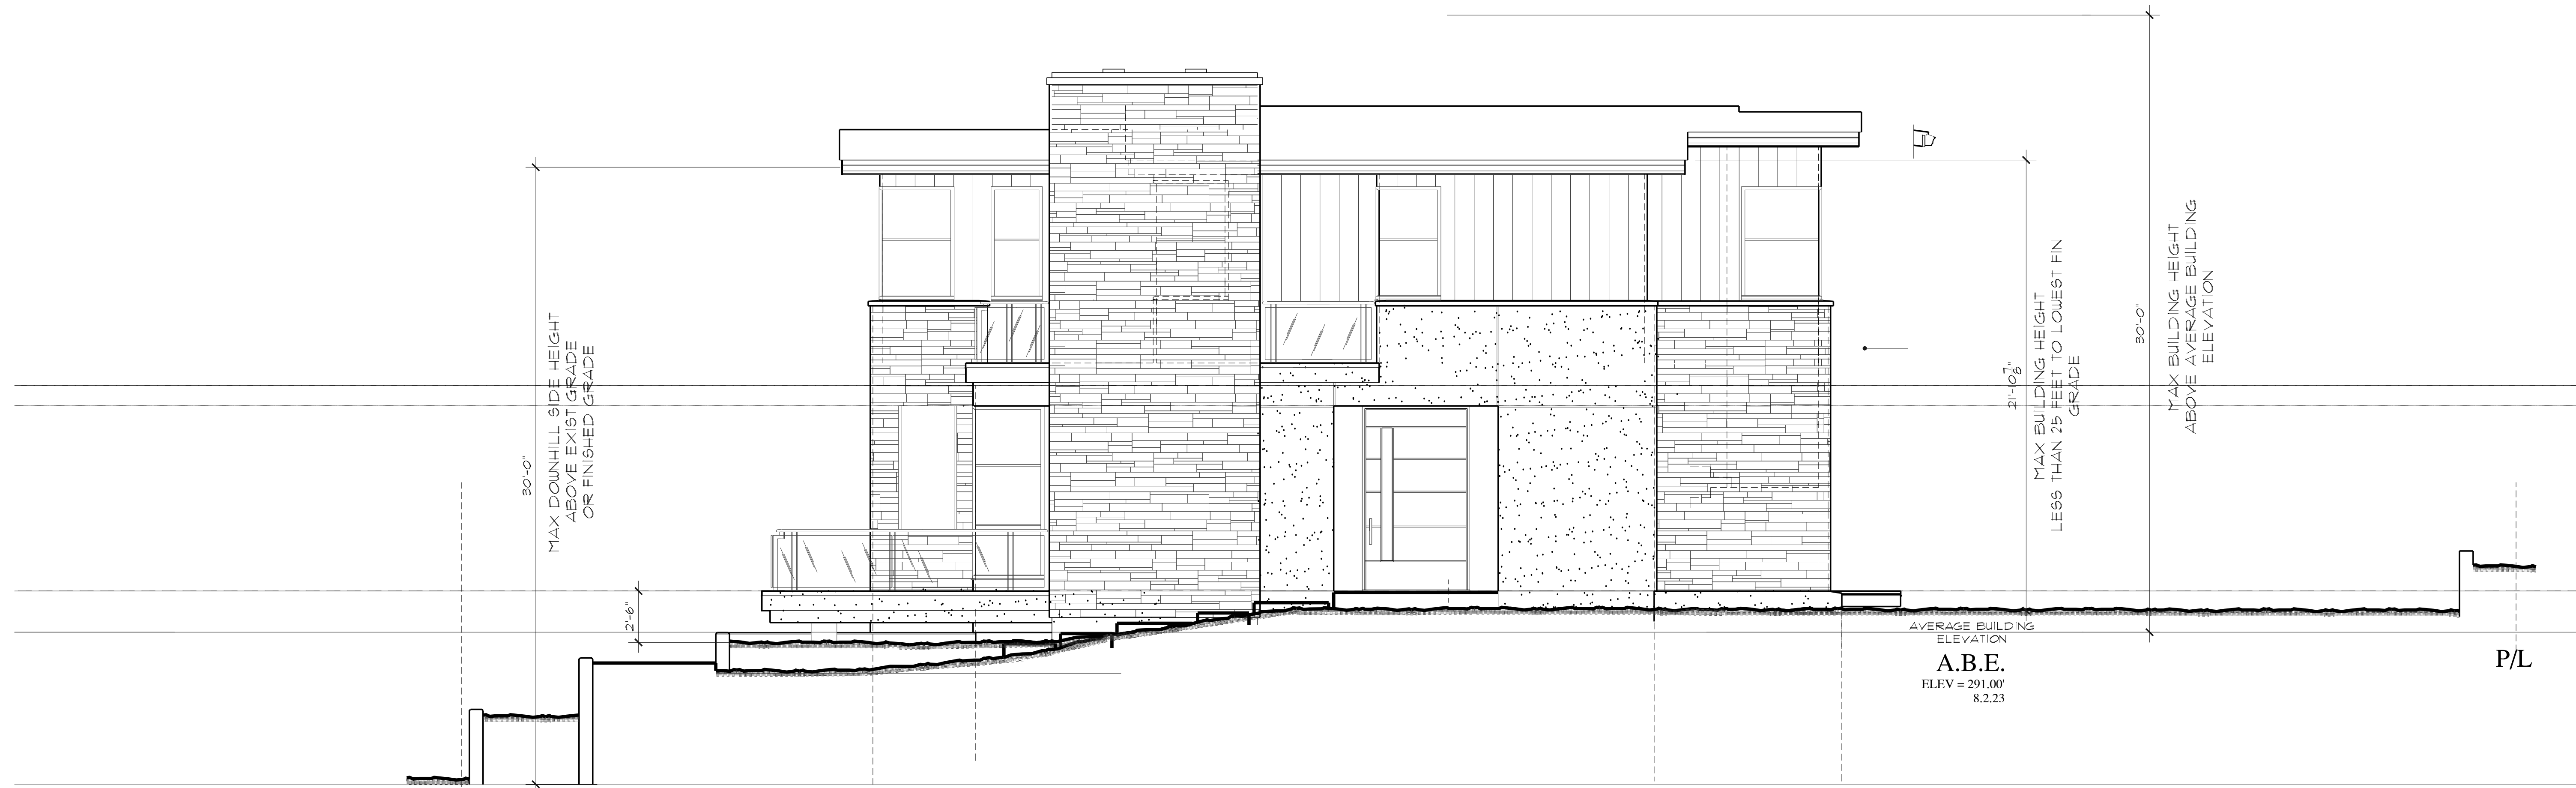 30'-0"
MAX DOWNHILL SIDE HEIGHT
ABOVE EXIST GRADE
OR FINISHED GRADE
2'-6"
21'-10 7/8"
MAX BUILDING HEIGHT
LESS THAN 25 FEET TO LOWEST FIN
GRADE
30'-0"
MAX BUILDING HEIGHT
ABOVE AVERAGE BUILDING
ELEVATION
AVERAGE BUILDING
ELEVATION
A.B.E.
ELEV = 291.00'
8.2.23
P/L